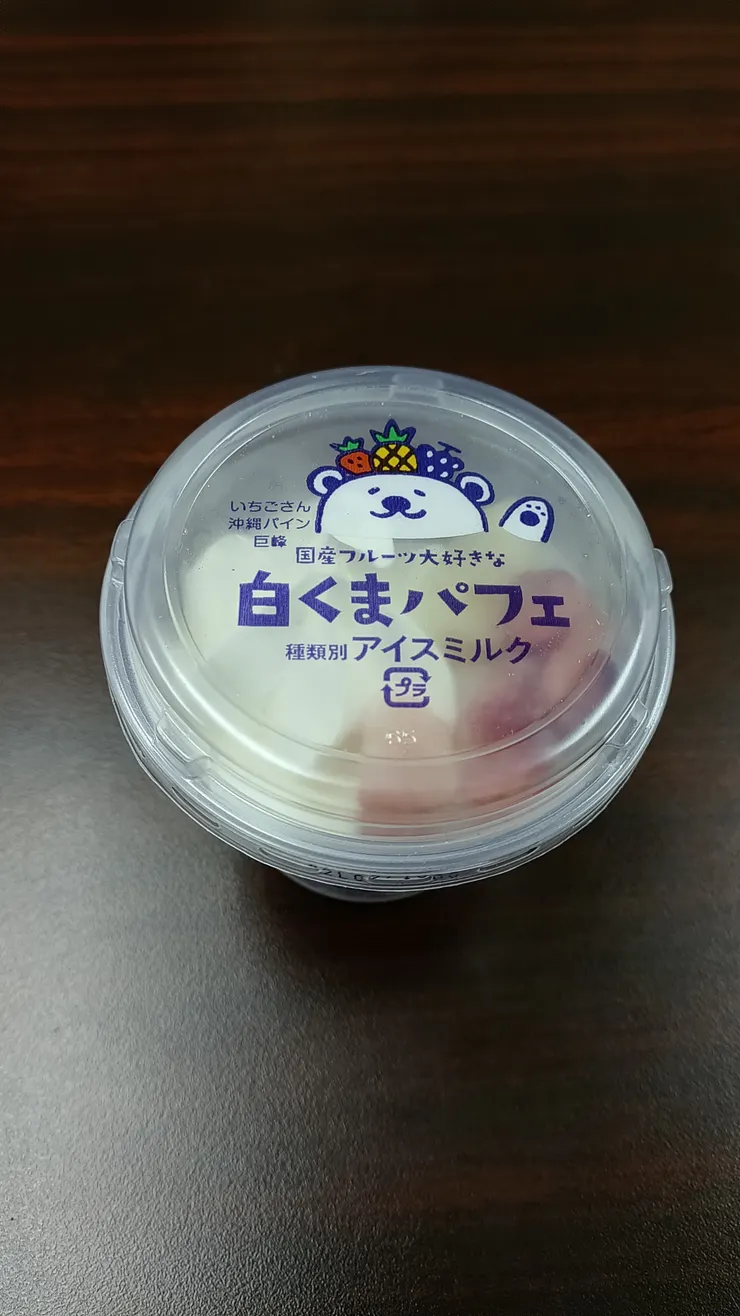 いちごさん
沖縄パイン
巨峰
国産フルーツ大好きな
白くまパフェ
種類別 アイスミルク
プラ